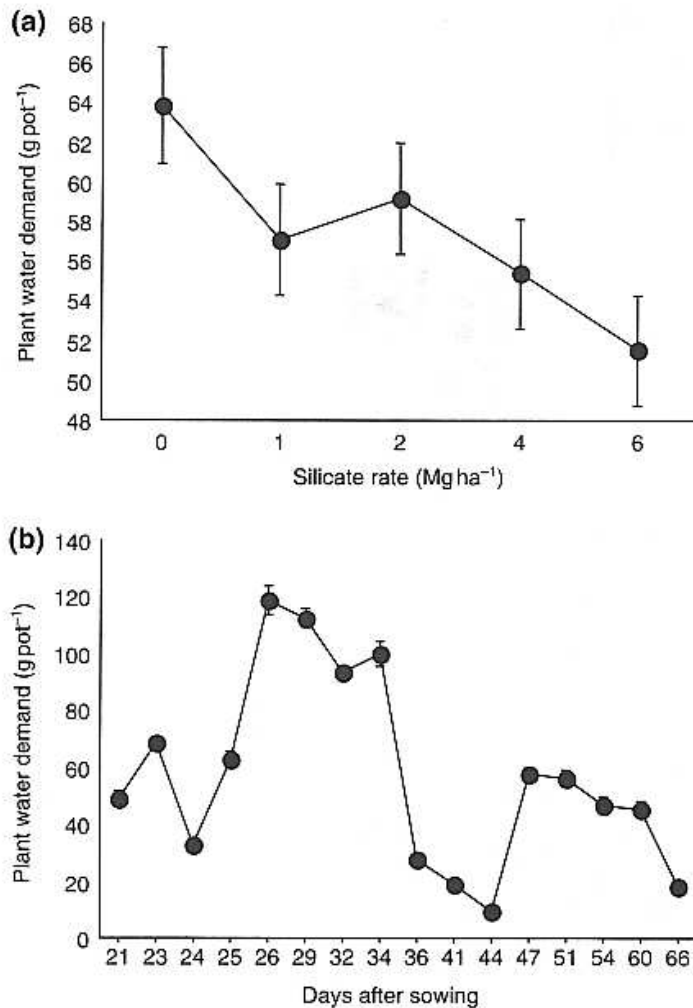 (a)
68
66
64
62
60
58
56
54
52
50
48
Plant water demand (g pot⁻¹)
0 1 2 4 6
Silicate rate (Mg ha⁻¹)
(b)
140
120
100
80
60
40
20
0
Plant water demand (g pot⁻¹)
21 23 24 25 26 29 32 34 36 41 44 47 51 54 60 66
Days after sowing